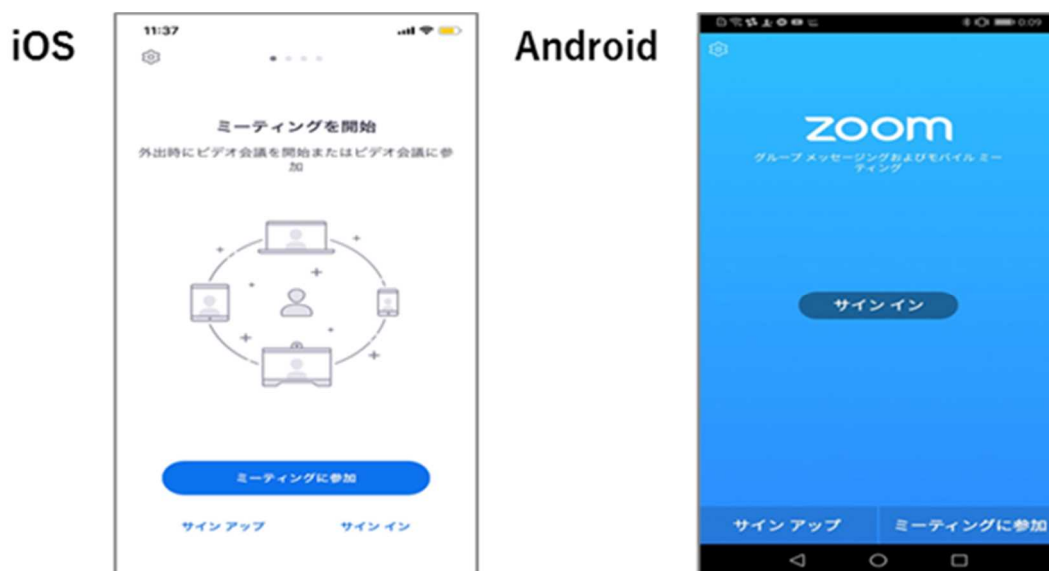 iOS
11:37
ミーティングを開始
外出時にビデオ会議を開始またはビデオ会議に参
加
ミーティングに参加
サイン アップ
サイン イン
Android
0:09
zoom
グループ メッセージングおよびモバイル ミー
ティング
サイン イン
サイン アップ
ミーティングに参加